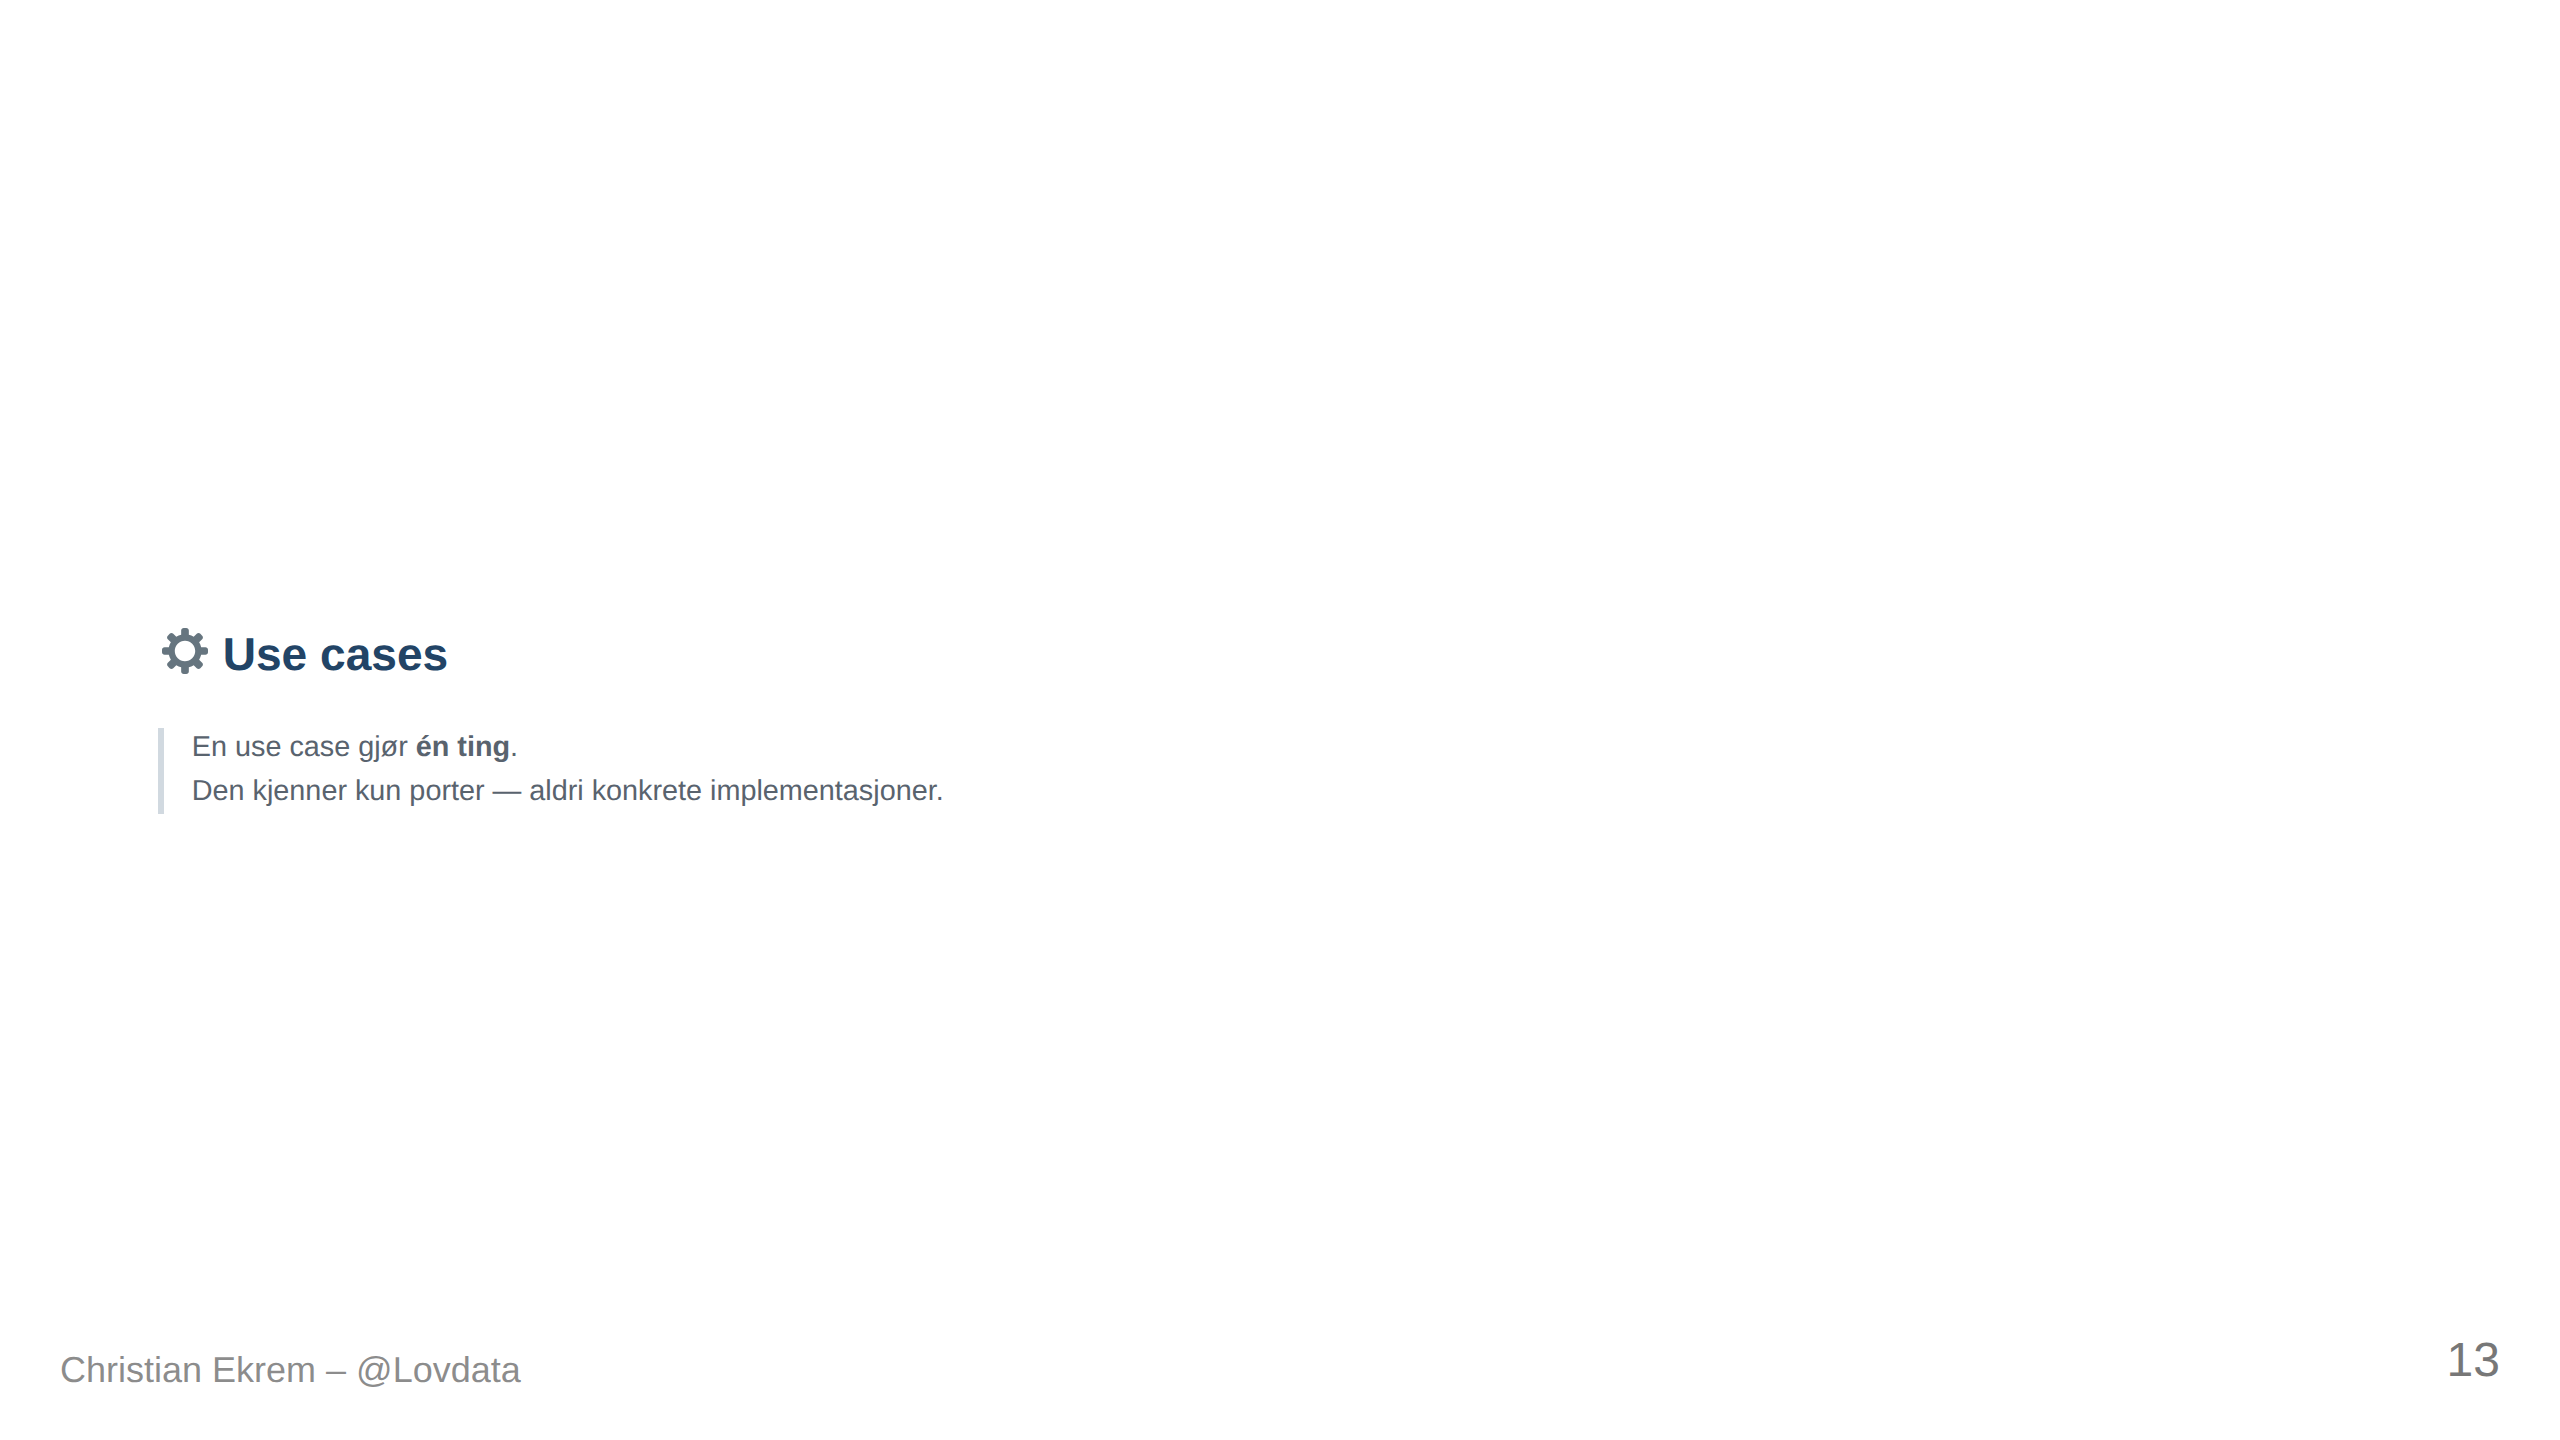 Use cases
En use case gjør én ting.
Den kjenner kun porter — aldri konkrete implementasjoner.
Christian Ekrem – @Lovdata
13